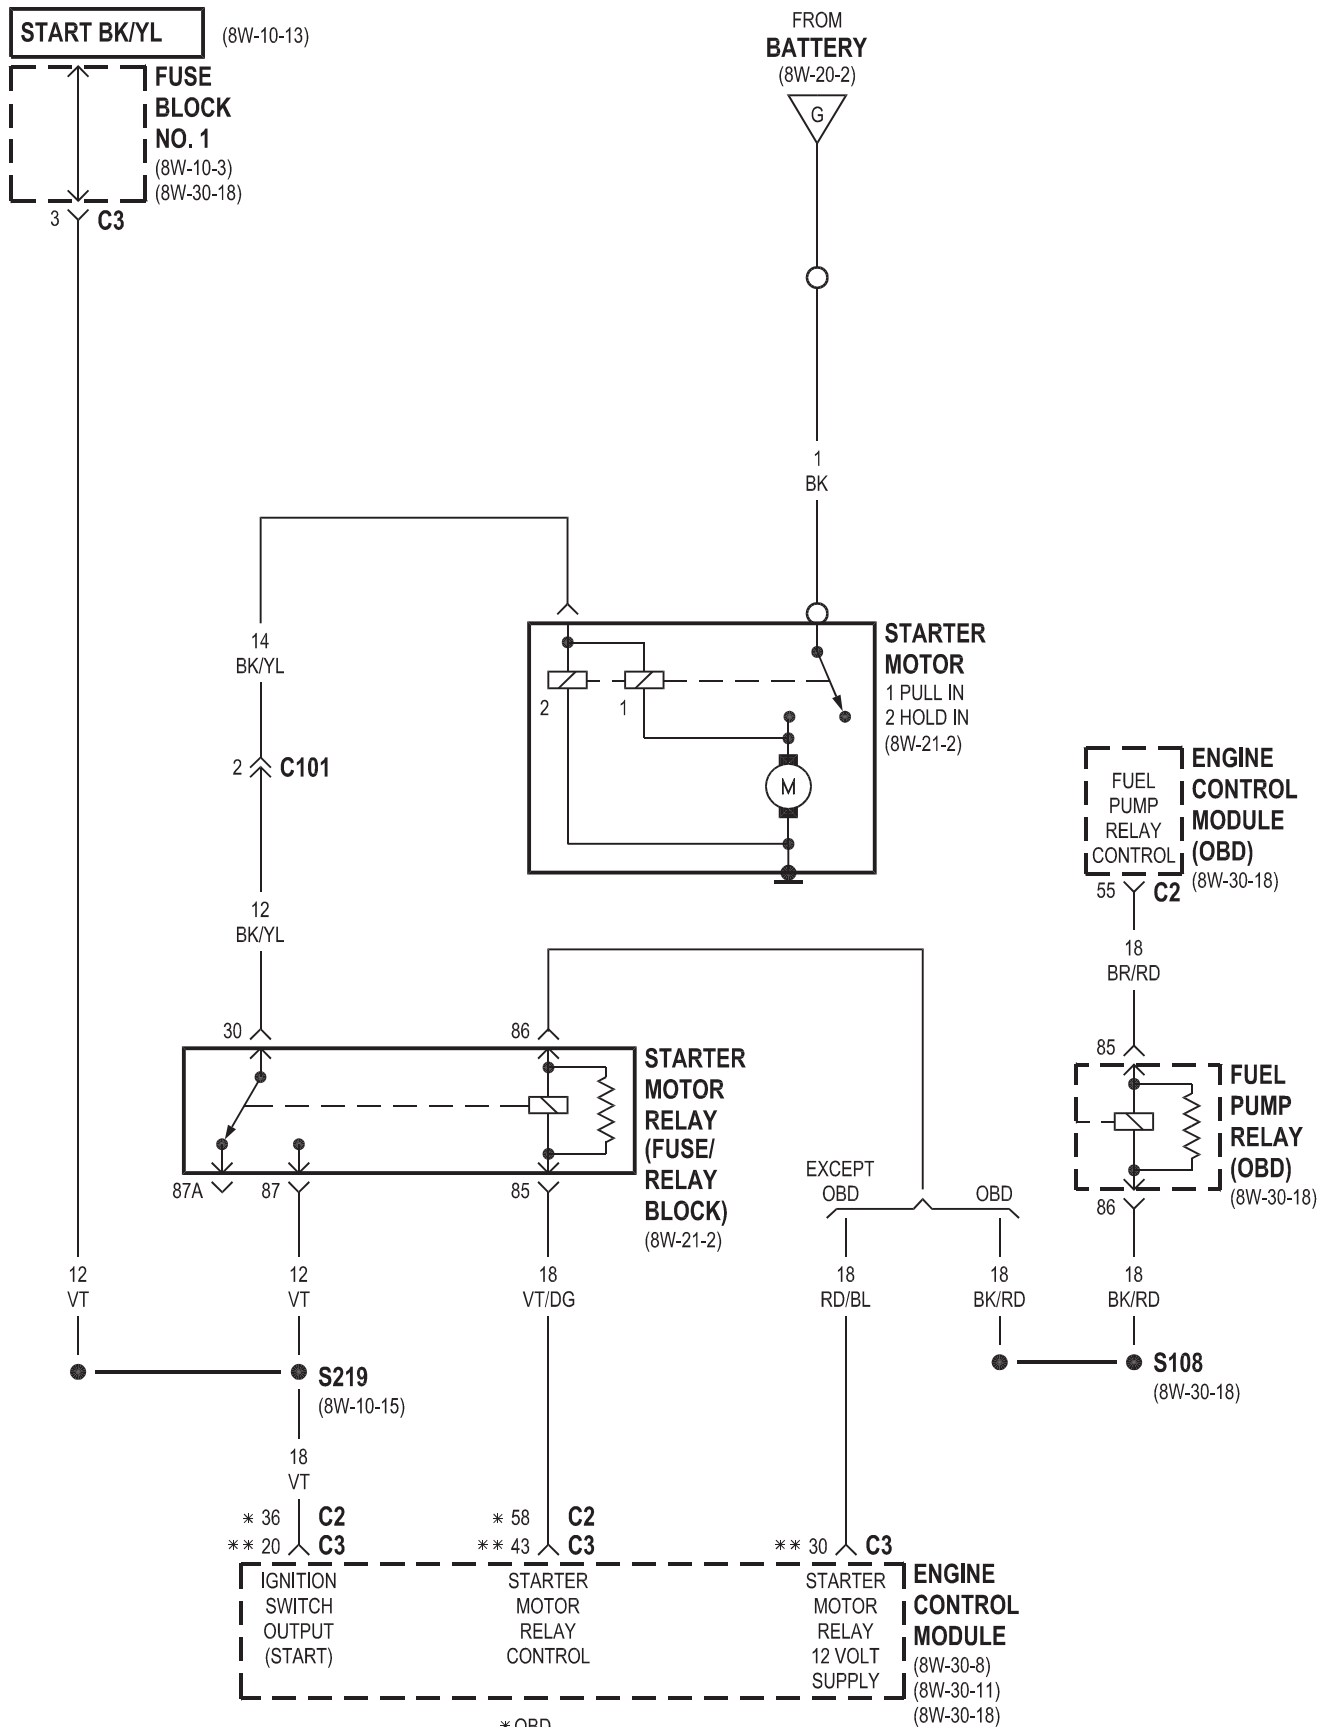 START BK/YL
(8W-10-13)
FUSE
BLOCK
NO. 1
(8W-10-3)
(8W-30-18)
3
C3
FROM
BATTERY
(8W-20-2)
G
1
BK
14
BK/YL
2
C101
12
BK/YL
2
1
M
STARTER
MOTOR
1 PULL IN
2 HOLD IN
(8W-21-2)
FUEL
PUMP
RELAY
CONTROL
ENGINE
CONTROL
MODULE
(OBD)
(8W-30-18)
55
C2
18
BR/RD
85
FUEL
PUMP
RELAY
(OBD)
(8W-30-18)
86
30
86
STARTER
MOTOR
RELAY
(FUSE/
RELAY
BLOCK)
(8W-21-2)
87A
87
85
EXCEPT
OBD
OBD
12
VT
12
VT
18
VT/DG
18
RD/BL
18
BK/RD
18
BK/RD
S219
(8W-10-15)
S108
(8W-30-18)
18
VT
* 36 C2
** 20 C3
* 58 C2
** 43 C3
** 30 C3
IGNITION
SWITCH
OUTPUT
(START)
STARTER
MOTOR
RELAY
CONTROL
STARTER
MOTOR
RELAY
12 VOLT
SUPPLY
ENGINE
CONTROL
MODULE
(8W-30-8)
(8W-30-11)
(8W-30-18)
* OBD